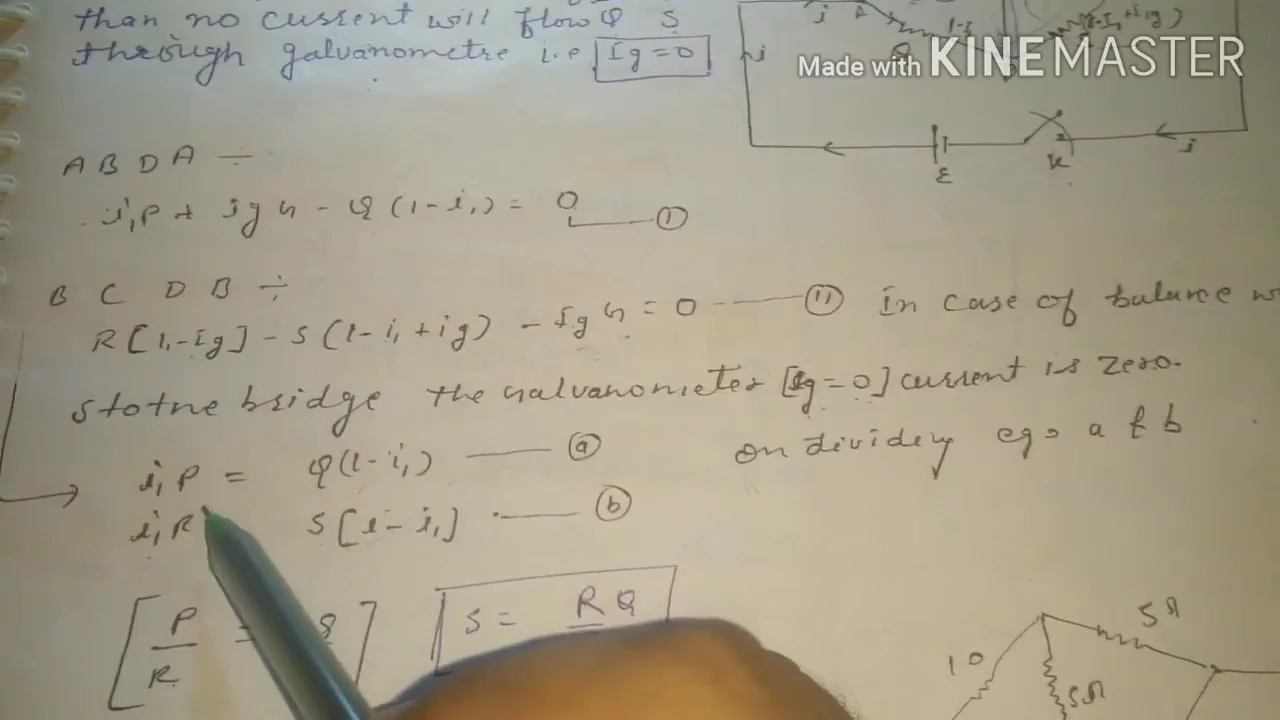 than no current will flow P S
through galvanometre i.e Ig=0
Made with KINEMASTER
i
ε
K
i
A B D A ÷
i₁P + ig G - Q (i-i₁) = 0 ①
B C D B ÷
R [i₁-ig] - S (i-i₁+ig) - Ig G = 0 ⑪ In case of balance w
stotne bridge the galvanometer [Ig=0] current is zero.
i₁P = Q(i-i₁) ⓐ on dividing eqs a & b
i₁R S[i-i₁] ⓑ
P/R = Q
S = RQ
10
5Ω
5Ω